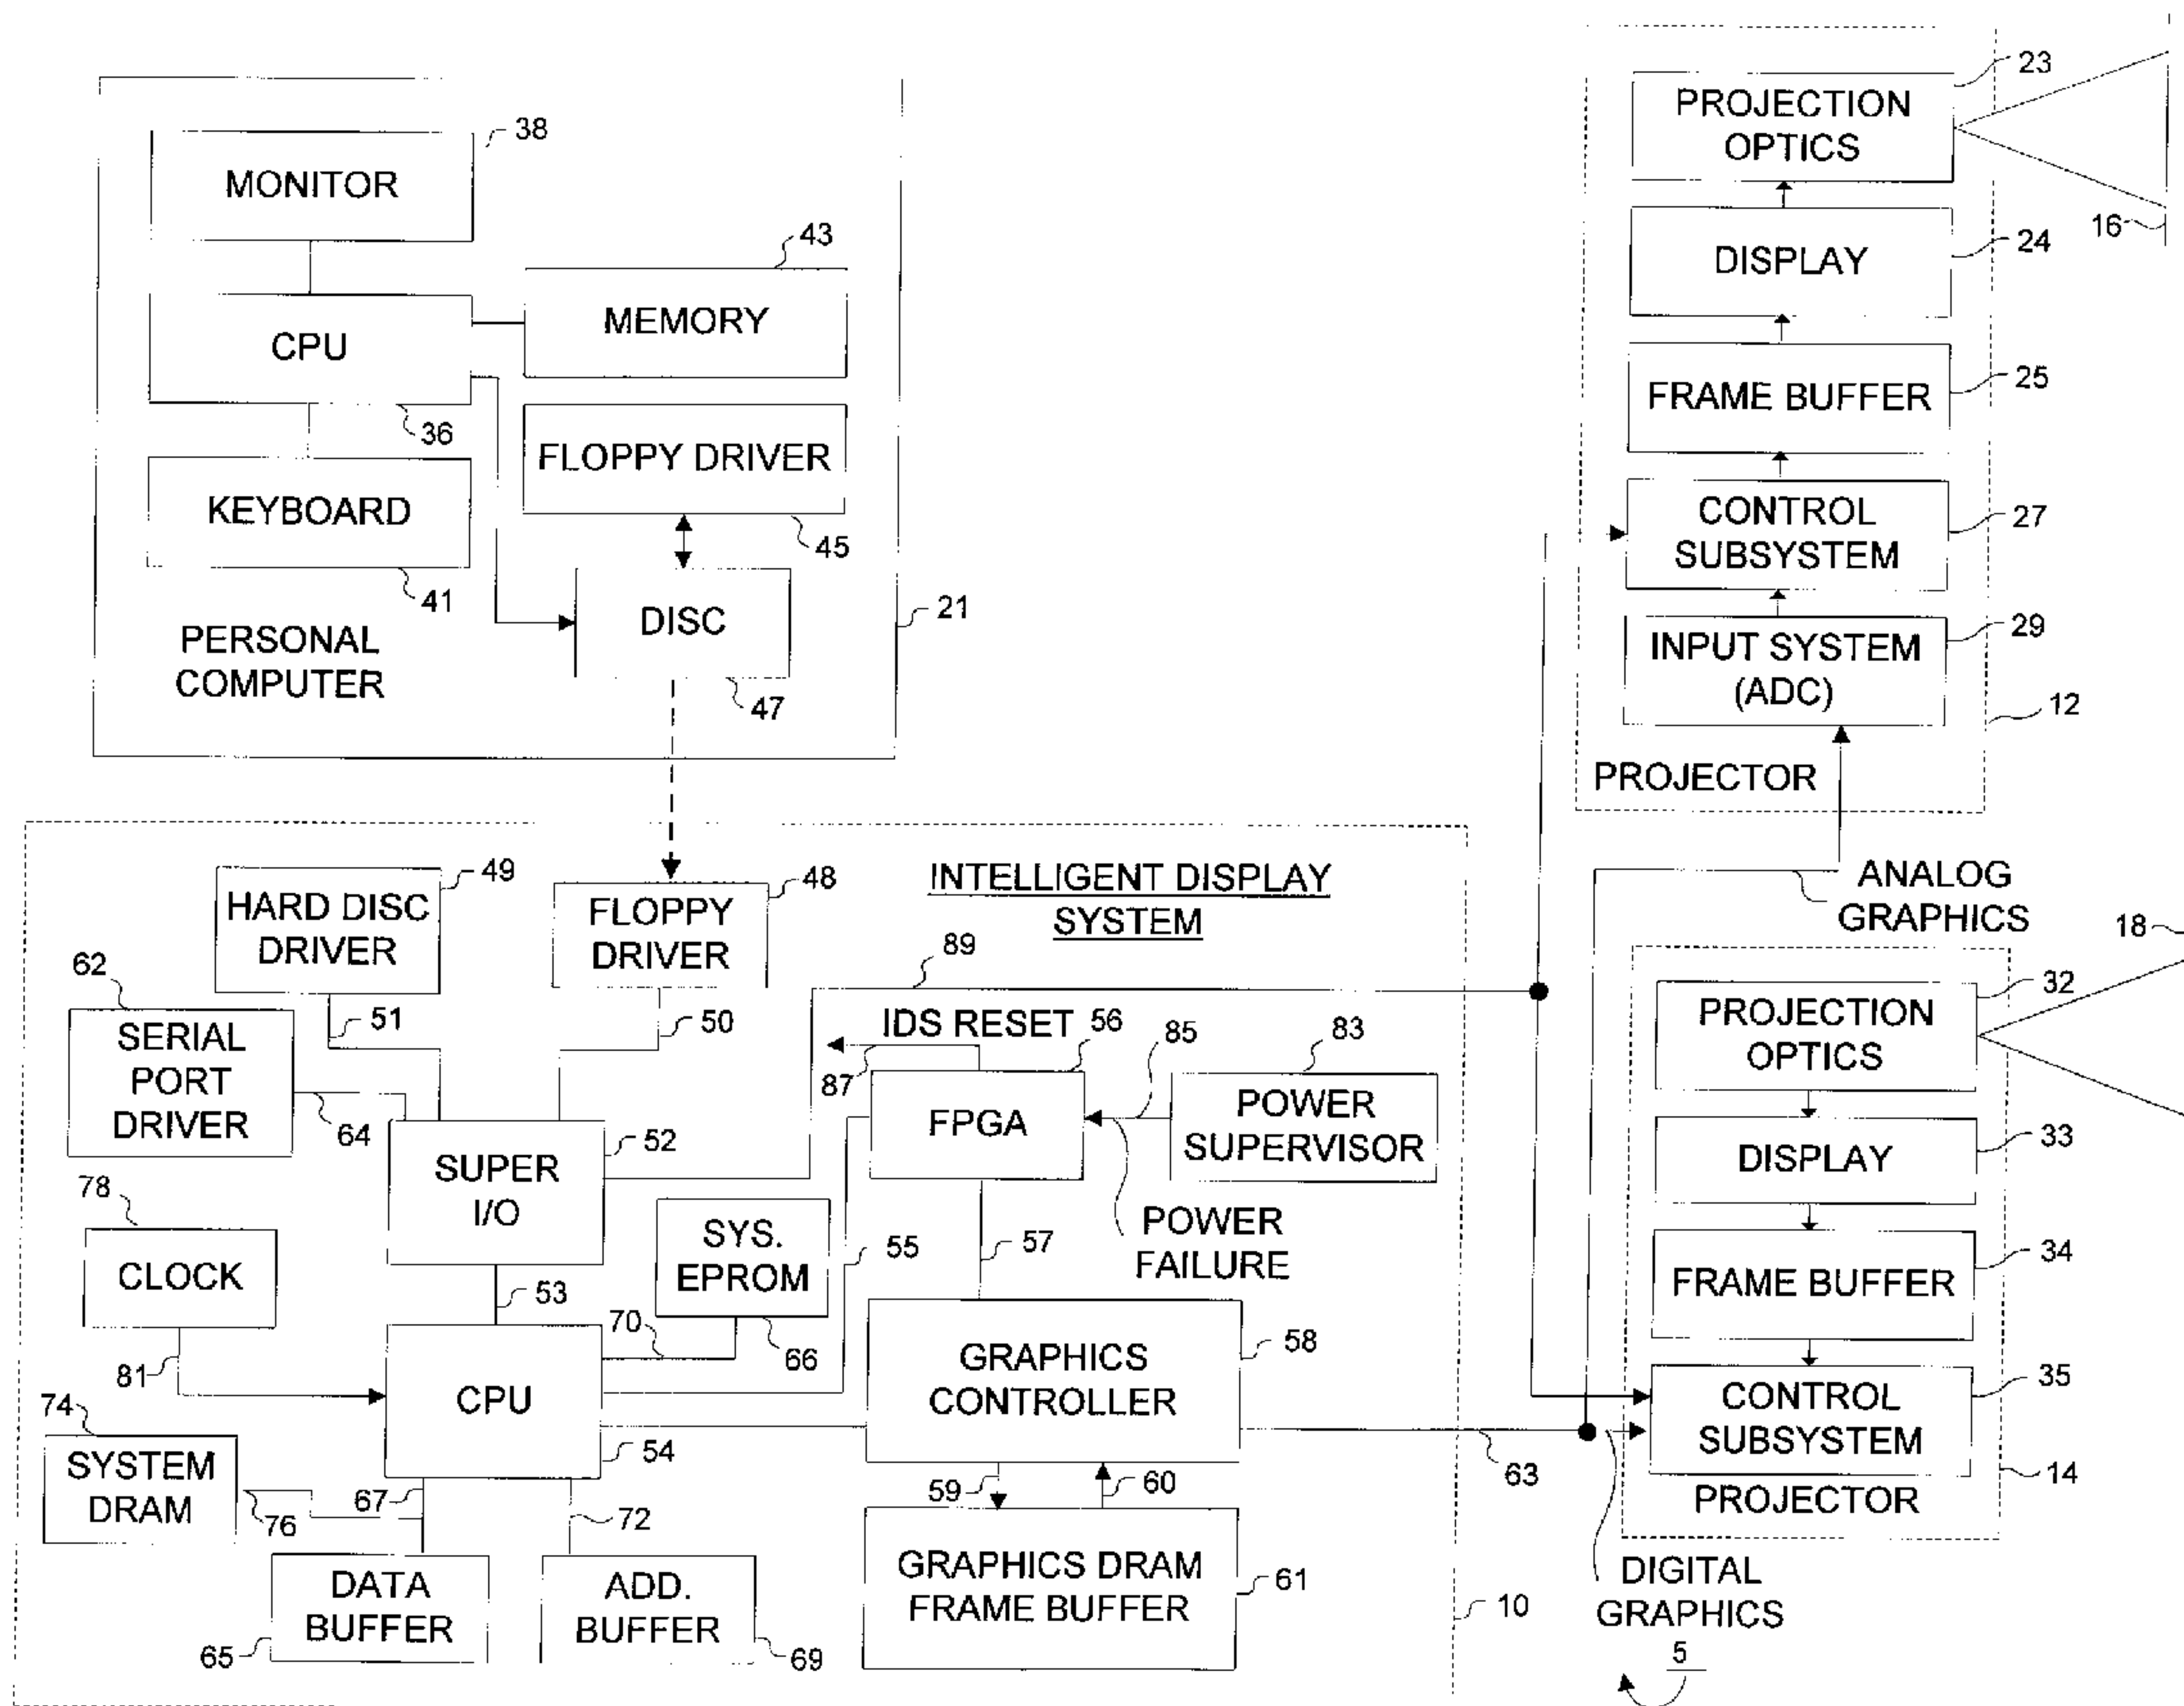 38
MONITOR
43
MEMORY
CPU
36
FLOPPY DRIVER
45
KEYBOARD
41
DISC
47
21
PERSONAL
COMPUTER
23
PROJECTION
OPTICS
16
24
DISPLAY
25
FRAME BUFFER
27
CONTROL
SUBSYSTEM
29
INPUT SYSTEM
(ADC)
12
PROJECTOR
ANALOG
GRAPHICS
18
INTELLIGENT DISPLAY
SYSTEM
49
HARD DISC
DRIVER
48
FLOPPY
DRIVER
62
SERIAL
PORT
DRIVER
51
50
64
89
IDS RESET
56
87
FPGA
85
83
POWER
SUPERVISOR
POWER
FAILURE
52
SUPER
I/O
78
CLOCK
53
SYS.
EPROM
66
55
57
70
81
CPU
54
58
GRAPHICS
CONTROLLER
63
74
SYSTEM
DRAM
76
67
72
59
60
DATA
BUFFER
65
ADD.
BUFFER
69
GRAPHICS DRAM
FRAME BUFFER
61
10
32
PROJECTION
OPTICS
33
DISPLAY
34
FRAME BUFFER
35
CONTROL
SUBSYSTEM
14
PROJECTOR
DIGITAL
GRAPHICS
5